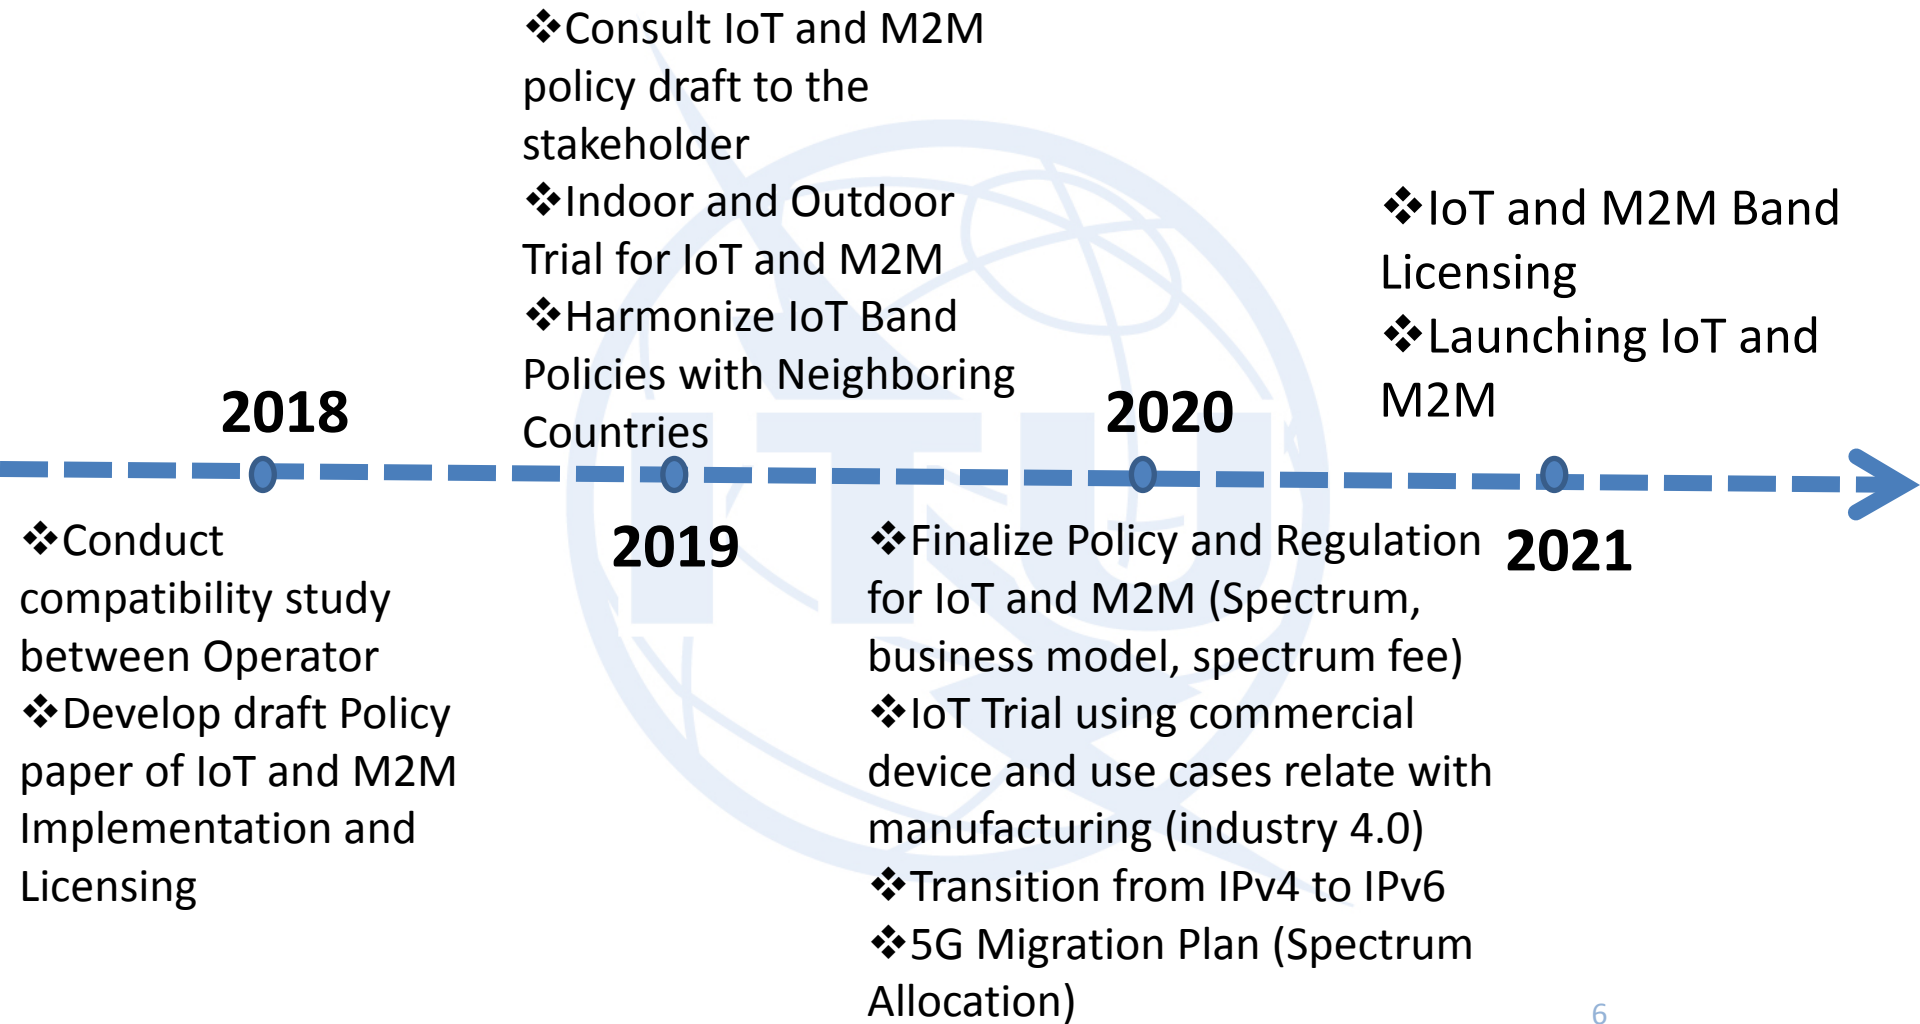 ❖Consult IoT and M2M
policy draft to the
stakeholder
❖Indoor and Outdoor
Trial for IoT and M2M
❖Harmonize IoT Band
Policies with Neighboring
Countries
❖IoT and M2M Band
Licensing
❖Launching IoT and
M2M
2018
2020
2019
2021
❖Conduct
compatibility study
between Operator
❖Develop draft Policy
paper of IoT and M2M
Implementation and
Licensing
❖Finalize Policy and Regulation
for IoT and M2M (Spectrum,
business model, spectrum fee)
❖IoT Trial using commercial
device and use cases relate with
manufacturing (industry 4.0)
❖Transition from IPv4 to IPv6
❖5G Migration Plan (Spectrum
Allocation)
ITU
6